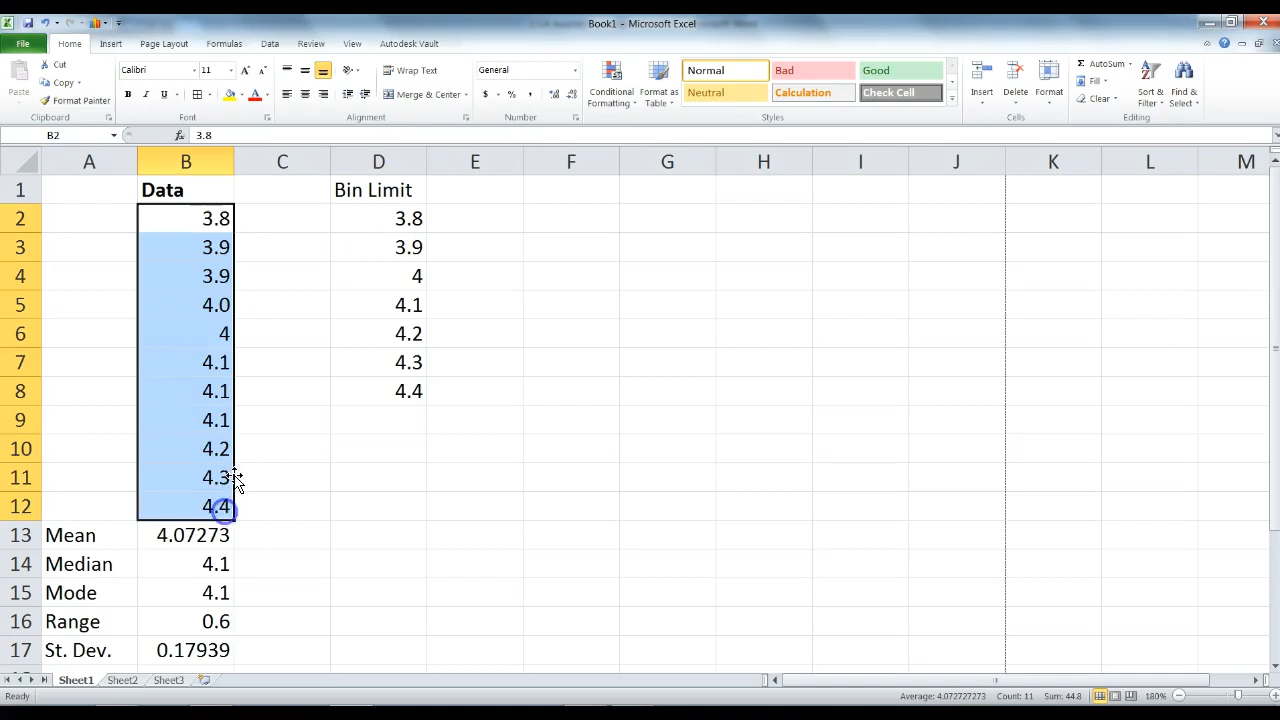 Book1 - Microsoft Excel
File Home Insert Page Layout Formulas Data Review View Autodesk Vault
Paste Cut Copy Format Painter
Clipboard
Calibri 11 A A
B I U A
Font
Wrap Text
Merge & Center
Alignment
General
$ % ,
Number
Conditional Formatting
Format as Table
Normal Bad Good
Neutral Calculation Check Cell
Styles
Insert Delete Format
Cells
AutoSum Fill Clear
Sort & Filter
Find & Select
Editing
B2 fx 3.8
A B C D E F G H I J K L M
1 Data Bin Limit
2 3.8 3.8
3 3.9 3.9
4 3.9 4
5 4.0 4.1
6 4 4.2
7 4.1 4.3
8 4.1 4.4
9 4.1
10 4.2
11 4.3
12 4.4
13 Mean 4.07273
14 Median 4.1
15 Mode 4.1
16 Range 0.6
17 St. Dev. 0.17939
Sheet1 Sheet2 Sheet3
Ready Average: 4.072727273 Count: 11 Sum: 44.8 180%